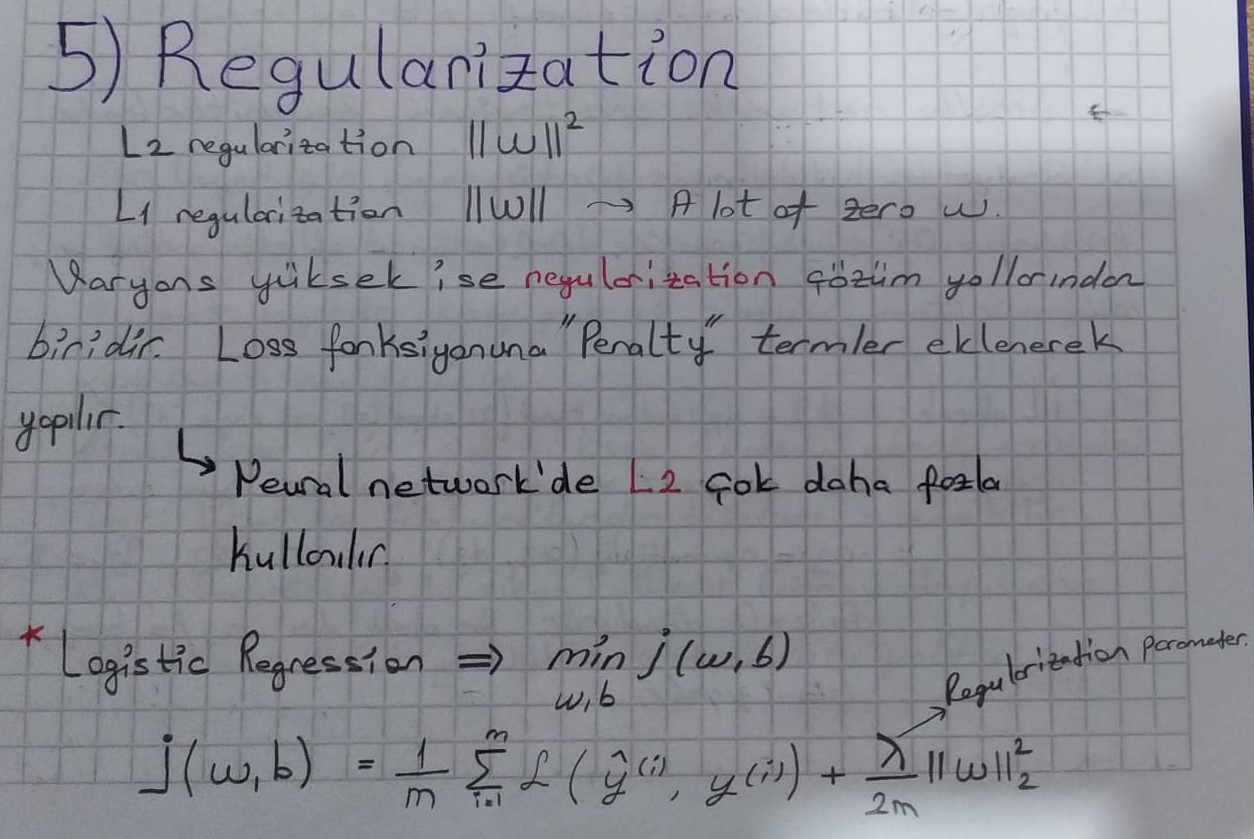 5) Regularization
L2 regularization ||w||²
L1 regularization ||w|| → A lot of zero w.
Varyans yüksek ise regularization çözüm yollarından
biridir. Loss fonksiyonuna "Penalty" termler eklenerek
yapılır.
↳ Neural network'de L2 çok daha fazla
kullanılır.
* Logistic Regression ⇒ min J(w,b)
w,b
Regularization parameter.
J(w,b) = 1/m Σ_{i=1}^{m} ℒ(ŷ^(i), y^(i)) + λ/2m ||w||₂²